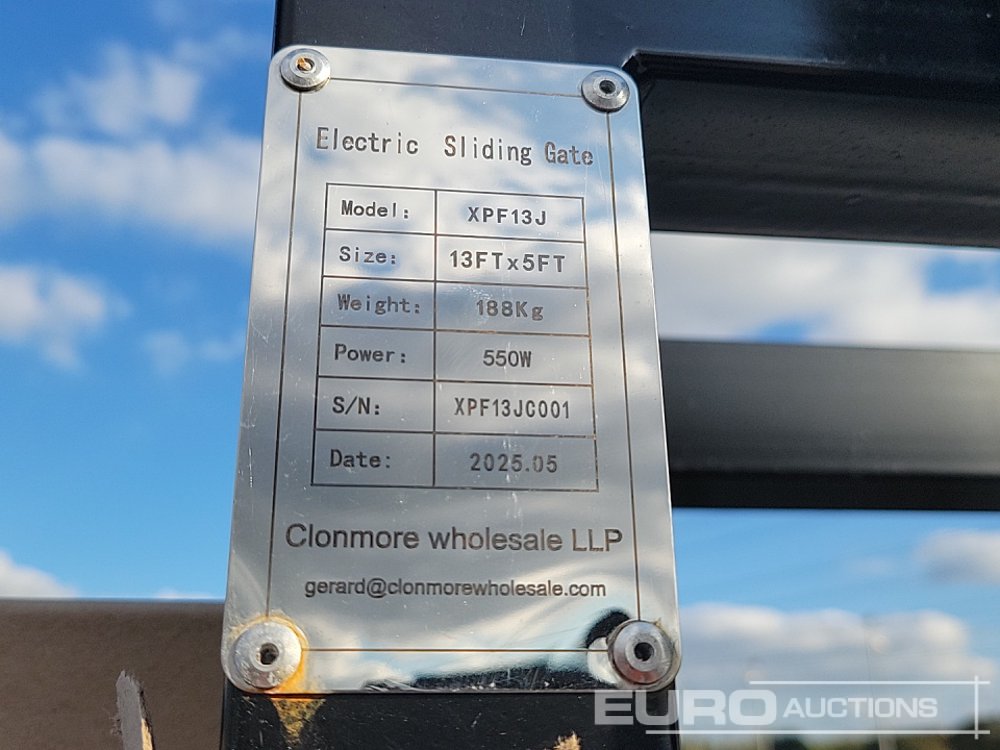 Electric Sliding Gate
Model: XPF13J
Size: 13FTx5FT
Weight: 188Kg
Power: 550W
S/N: XPF13JC001
Date: 2025.05
Clonmore wholesale LLP
gerard@clonmorewholesale.com
EURO AUCTIONS